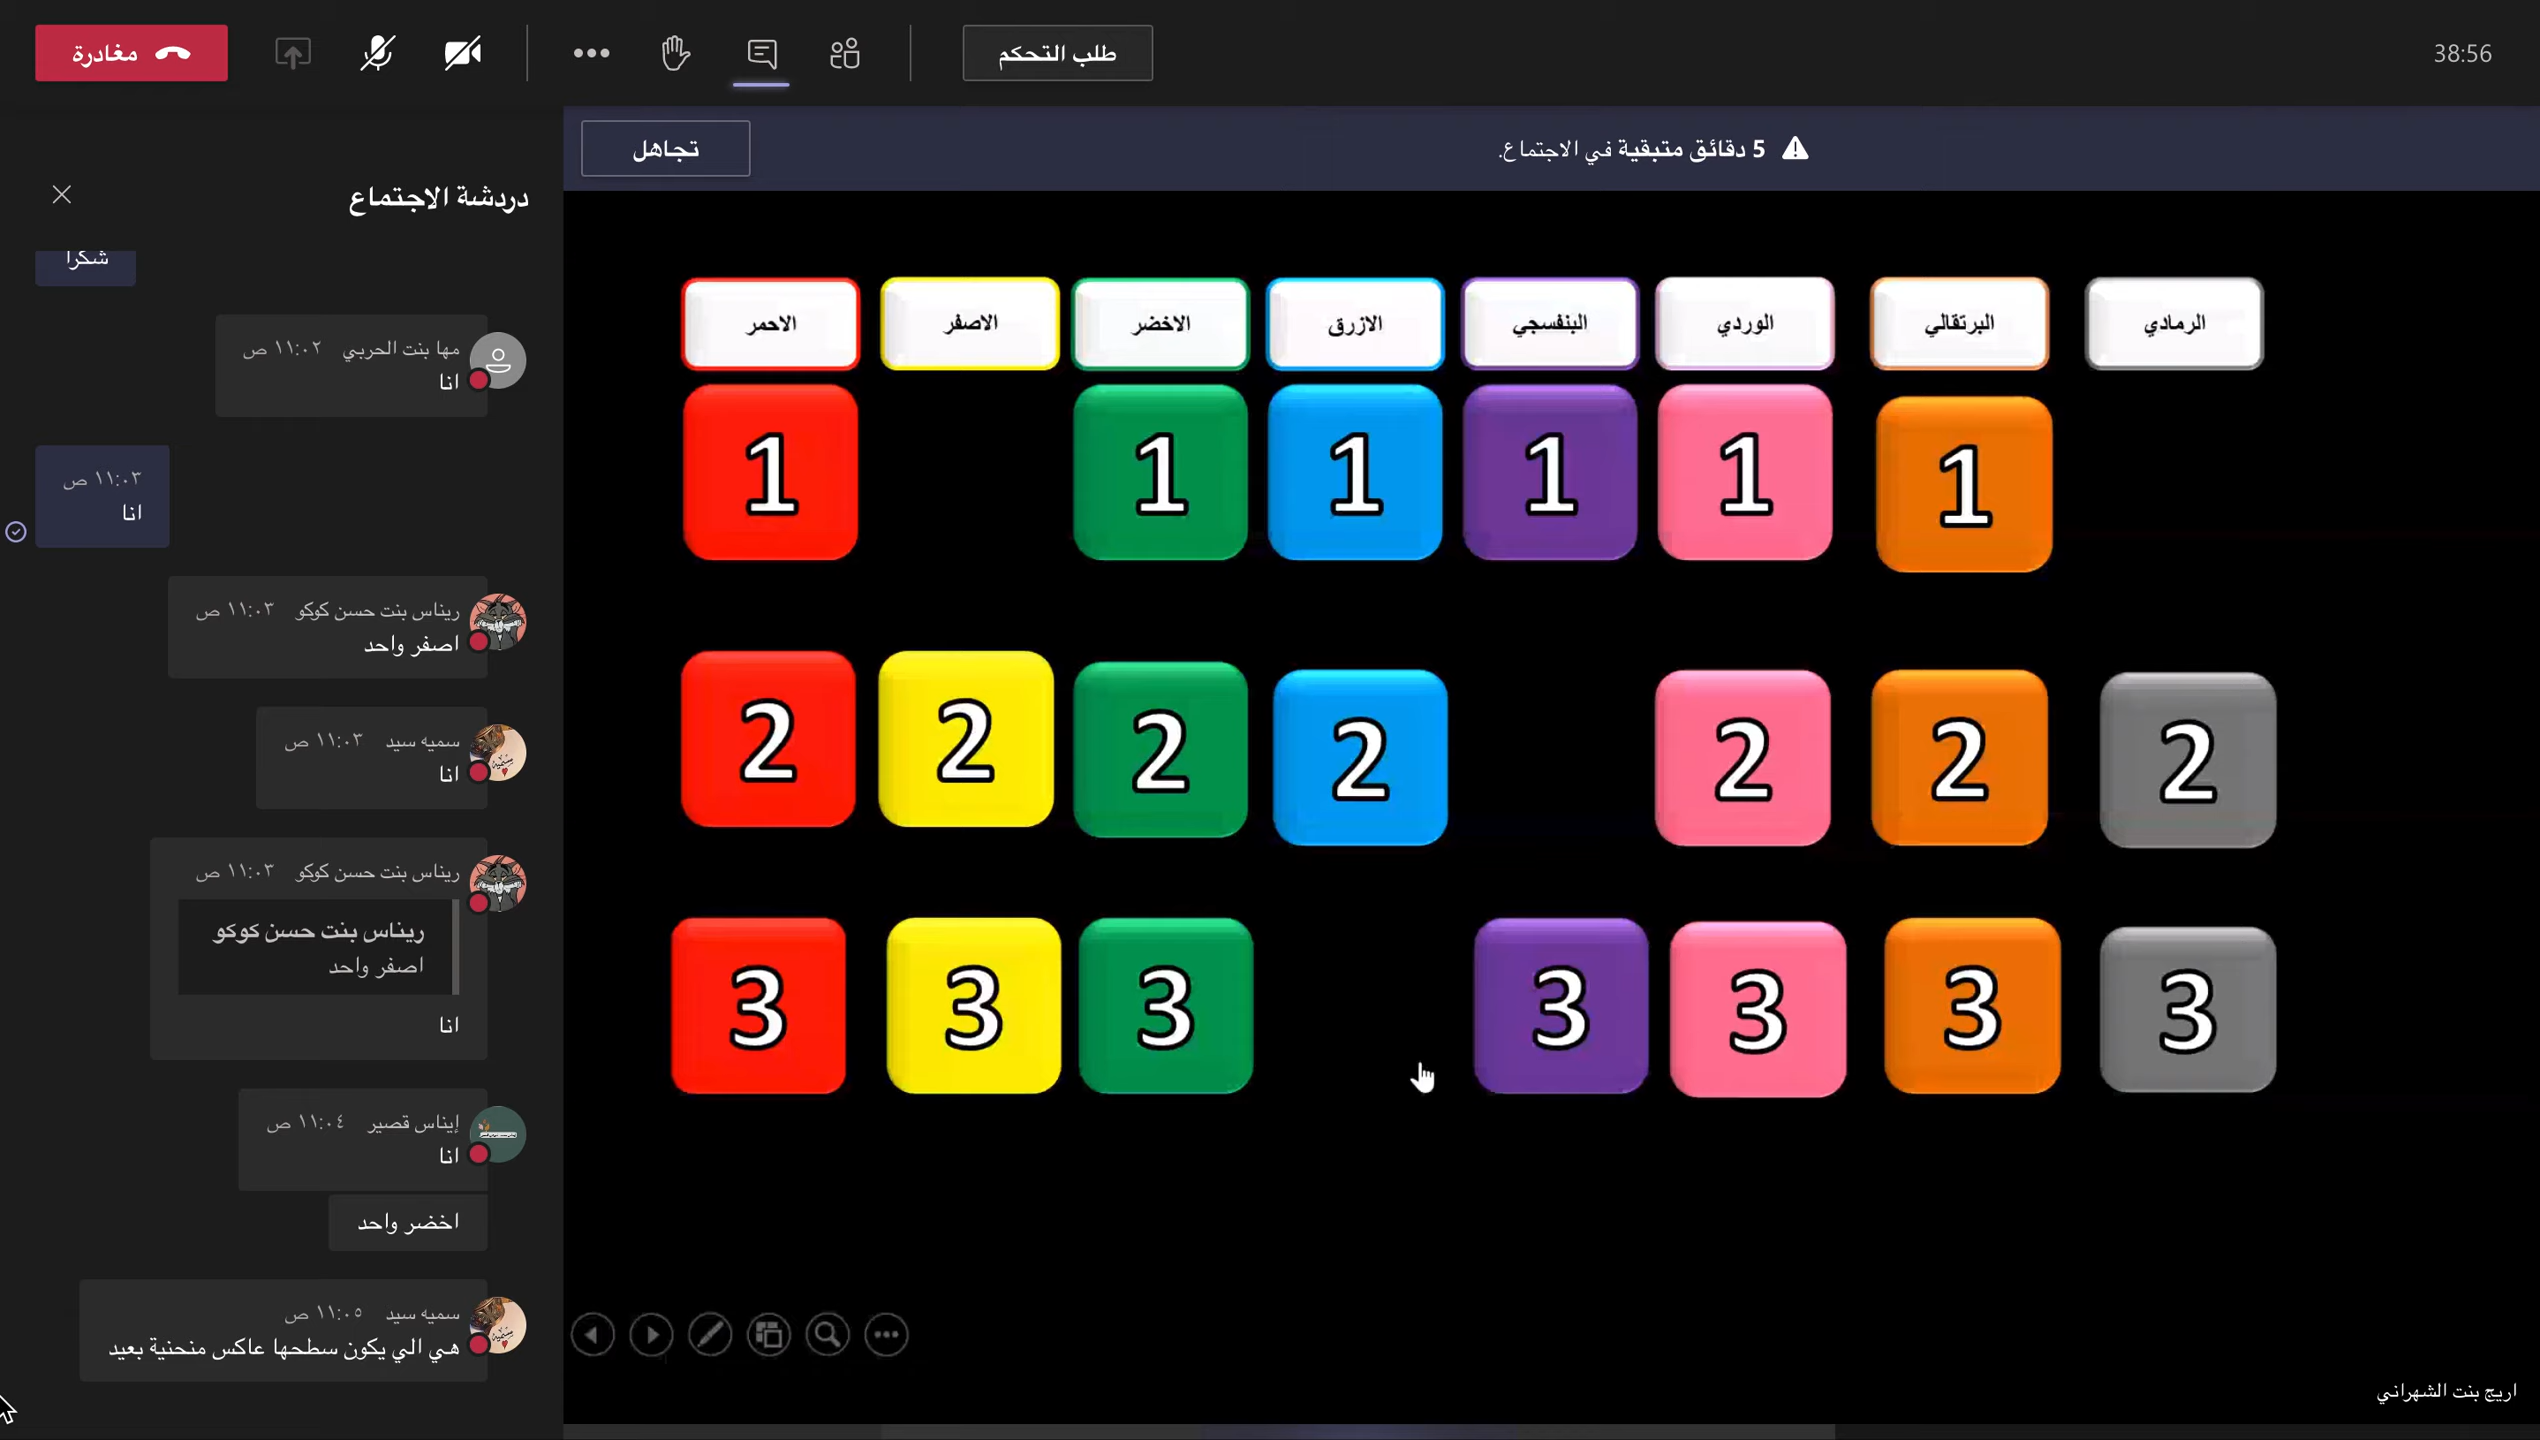 مغادرة
طلب التحكم
38:56
5 دقائق متبقية في الاجتماع.
تجاهل
دردشة الاجتماع
شكرا
مها بنت الحربي ١١:٠٢ ص
انا
١١:٠٣ ص
انا
ريناس بنت حسن كوكو ١١:٠٣ ص
اصفر واحد
سميه سيد ١١:٠٣ ص
انا
ريناس بنت حسن كوكو ١١:٠٣ ص
ريناس بنت حسن كوكو
اصفر واحد
انا
إيناس قصير ١١:٠٤ ص
انا
اخضر واحد
سميه سيد ١١:٠٥ ص
هي الي يكون سطحها عاكس منحنية بعيد
الاحمر الاصفر الاخضر الازرق البنفسجي الوردي البرتقالي الرمادي
1 1 1 1 1 1
2 2 2 2 2 2 2
3 3 3 3 3 3 3
اريج بنت الشهراني